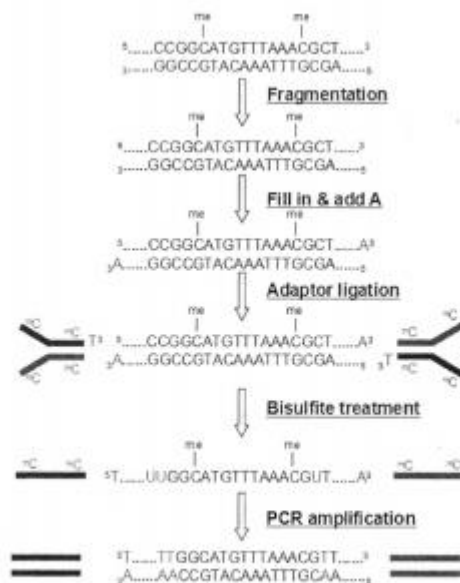 me me
5......CCGGCATGTTTAAACGCT......3
3......GGCCGTACAAATTTGCGA......5
Fragmentation
me me
......CCGGCATGTTTAAACGCT......3
3......GGCCGTACAAATTTGCGA......5
Fill in & add A
me me
5......CCGGCATGTTTAAACGCT......A3
3A......GGCCGTACAAATTTGCGA......5
Adaptor ligation
me me
T3 5......CCGGCATGTTTAAACGCT......A3
3A......GGCCGTACAAATTTGCGA......5 3T
Bisulfite treatment
me me
5T......UUGGCATGTTTAAACGUT......A3
PCR amplification
5T......TTGGCATGTTTAAACGTT......3
A......AACCGTACAAATTTGCAA......5